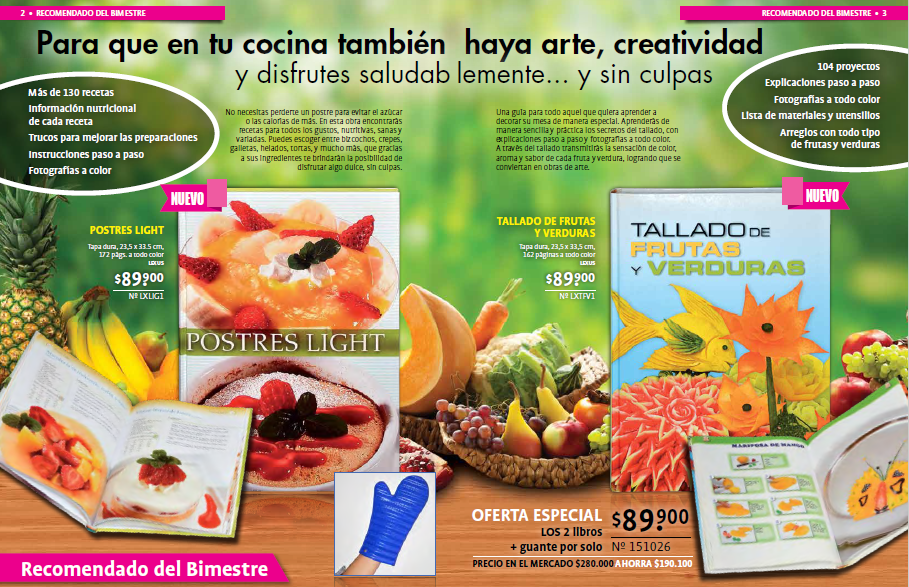 2 • RECOMENDADO DEL BIMESTRE
RECOMENDADO DEL BIMESTRE • 3
Para que en tu cocina también haya arte, creatividad
y disfrutes saludab lemente... y sin culpas
Más de 130 recetas
Información nutricional
de cada receta
Trucos para mejorar las preparaciones
Instrucciones paso a paso
Fotografías a color
No necesitas perderte un postre para evitar el azúcar
o las calorías de más. En esta obra encontrarás
recetas para todos los gustos, nutritivas, sanas y
variadas. Puedes escoger entre bizcochos, crepes,
galletas, helados, tortas, y mucho más, que gracias
a sus ingredientes te brindarán la posibilidad de
disfrutar algo dulce, sin culpas.
Una guía para todo aquel que quiera aprender a
decorar su mesa de manera especial. Aprenderás de
manera sencilla y práctica los secretos del tallado, con
explicaciones paso a paso y fotografías a todo color.
A través del tallado transmitirás la sensación de color,
aroma y sabor de cada fruta y verdura, logrando que se
conviertan en obras de arte.
104 proyectos
Explicaciones paso a paso
Fotografías a todo color
Lista de materiales y utensilios
Arreglos con todo tipo
de frutas y verduras
NUEVO
POSTRES LIGHT
Tapa dura, 23,5 x 33.5 cm,
172 págs. a todo color
LEXUS
$89.900
Nº LXLIG1
POSTRES LIGHT
TALLADO DE FRUTAS
Y VERDURAS
Tapa dura, 23,5 x 33,5 cm,
162 páginas a todo color
LEXUS
$89.900
Nº LXTFV1
NUEVO
TALLADO DE
FRUTAS
Y VERDURAS
MARIPOSA DE MANGO
OFERTA ESPECIAL
LOS 2 libros
+ guante por solo
$89.900
Nº 151026
PRECIO EN EL MERCADO $280.000 AHORRA $190.100
Recomendado del Bimestre